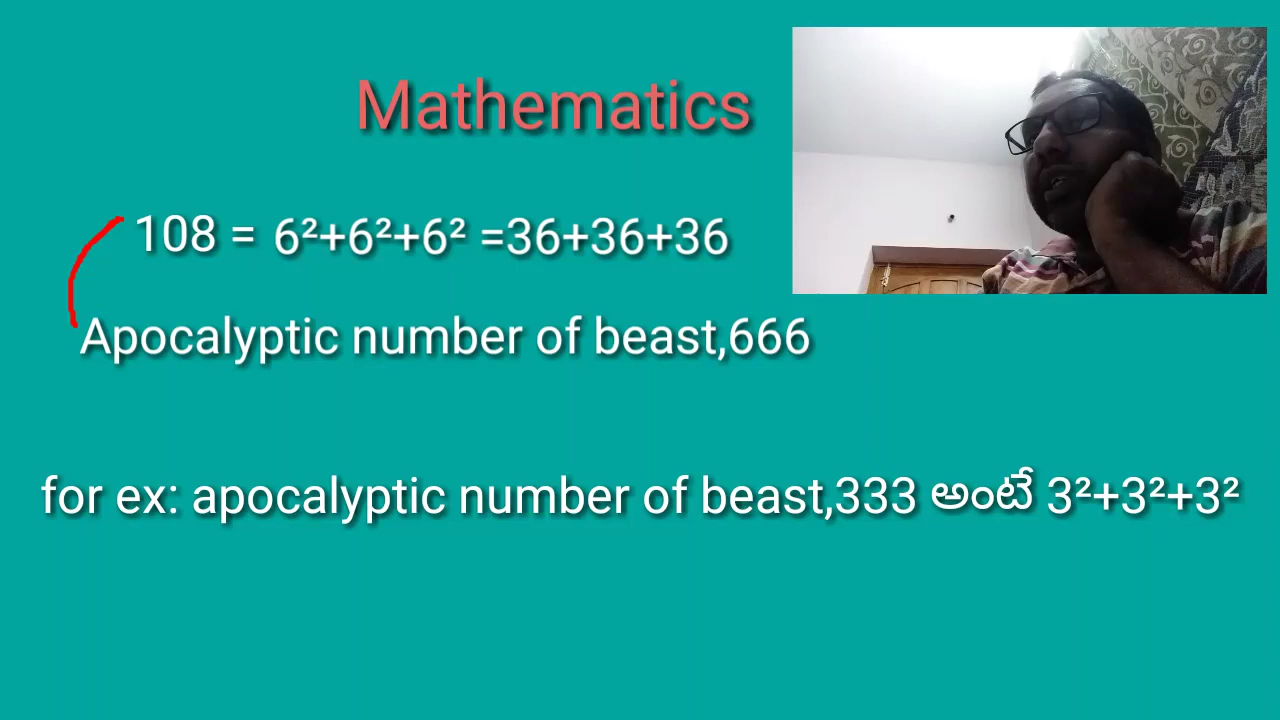 Mathematics
108 = 6²+6²+6² =36+36+36
Apocalyptic number of beast,666
for ex: apocalyptic number of beast,333 అంటే 3²+3²+3²